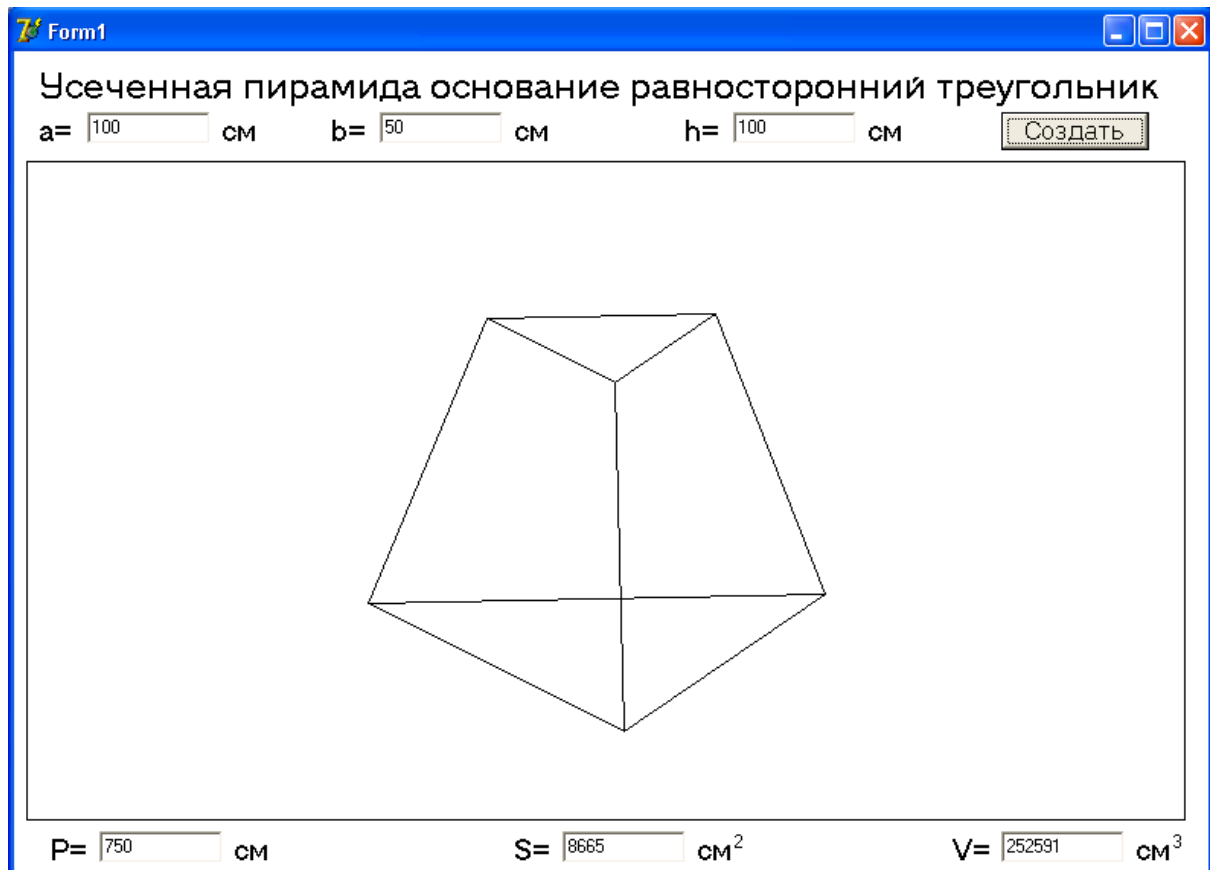 Form1
Усеченная пирамида основание равносторонний треугольник
a= 100 см b= 50 см h= 100 см Создать
P= 750 см S= 8665 см² V= 252591 см³